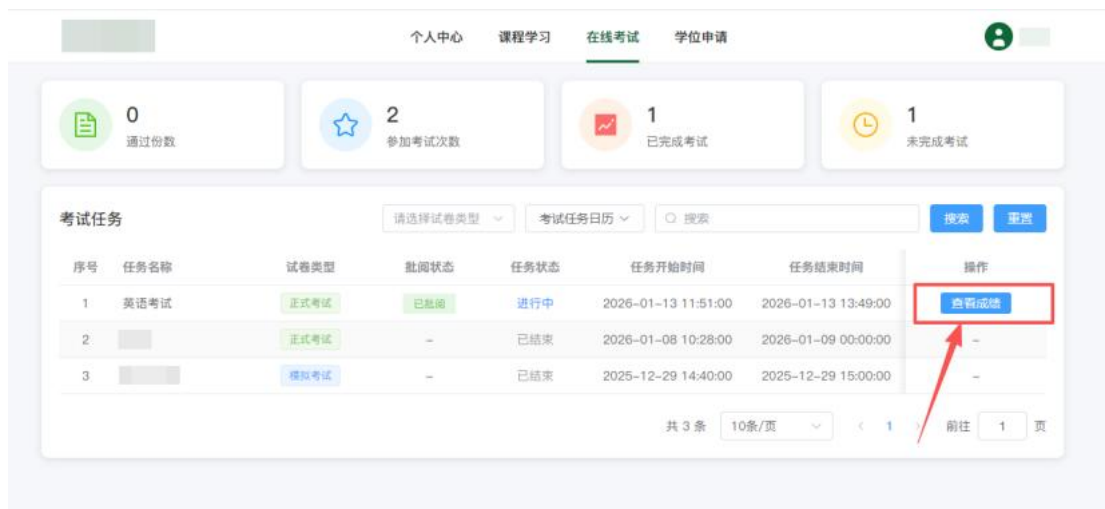 个人中心 课程学习 在线考试 学位申请
0
通过份数
2
参加考试次数
1
已完成考试
1
未完成考试
考试任务 请选择试卷类型 考试任务日历 搜索 搜索 重置
序号 任务名称 试卷类型 批阅状态 任务状态 任务开始时间 任务结束时间 操作
1 英语考试 正式考试 已批阅 进行中 2026-01-13 11:51:00 2026-01-13 13:49:00 查看成绩
2 正式考试 - 已结束 2026-01-08 10:28:00 2026-01-09 00:00:00 -
3 模拟考试 - 已结束 2025-12-29 14:40:00 2025-12-29 15:00:00 -
共 3 条 10条/页 1 前往 1 页